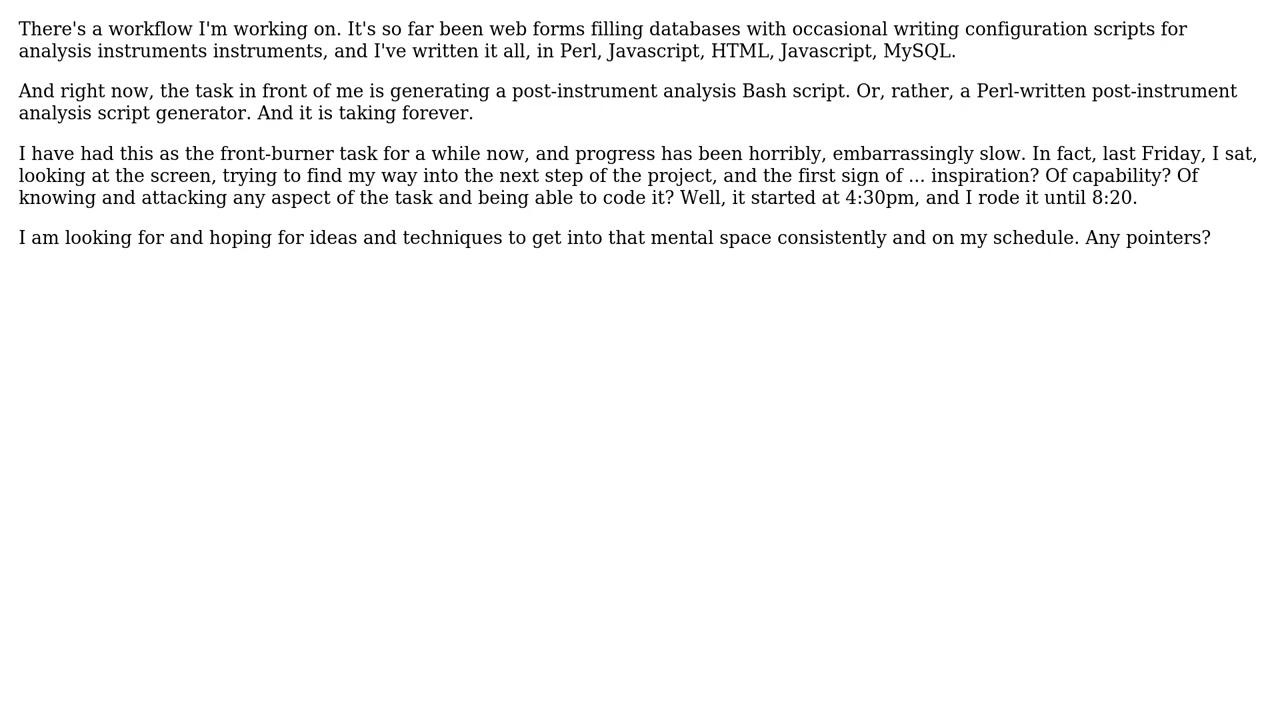 There's a workflow I'm working on. It's so far been web forms filling databases with occasional writing configuration scripts for
analysis instruments instruments, and I've written it all, in Perl, Javascript, HTML, Javascript, MySQL.
And right now, the task in front of me is generating a post-instrument analysis Bash script. Or, rather, a Perl-written post-instrument
analysis script generator. And it is taking forever.
I have had this as the front-burner task for a while now, and progress has been horribly, embarrassingly slow. In fact, last Friday, I sat,
looking at the screen, trying to find my way into the next step of the project, and the first sign of ... inspiration? Of capability? Of
knowing and attacking any aspect of the task and being able to code it? Well, it started at 4:30pm, and I rode it until 8:20.
I am looking for and hoping for ideas and techniques to get into that mental space consistently and on my schedule. Any pointers?